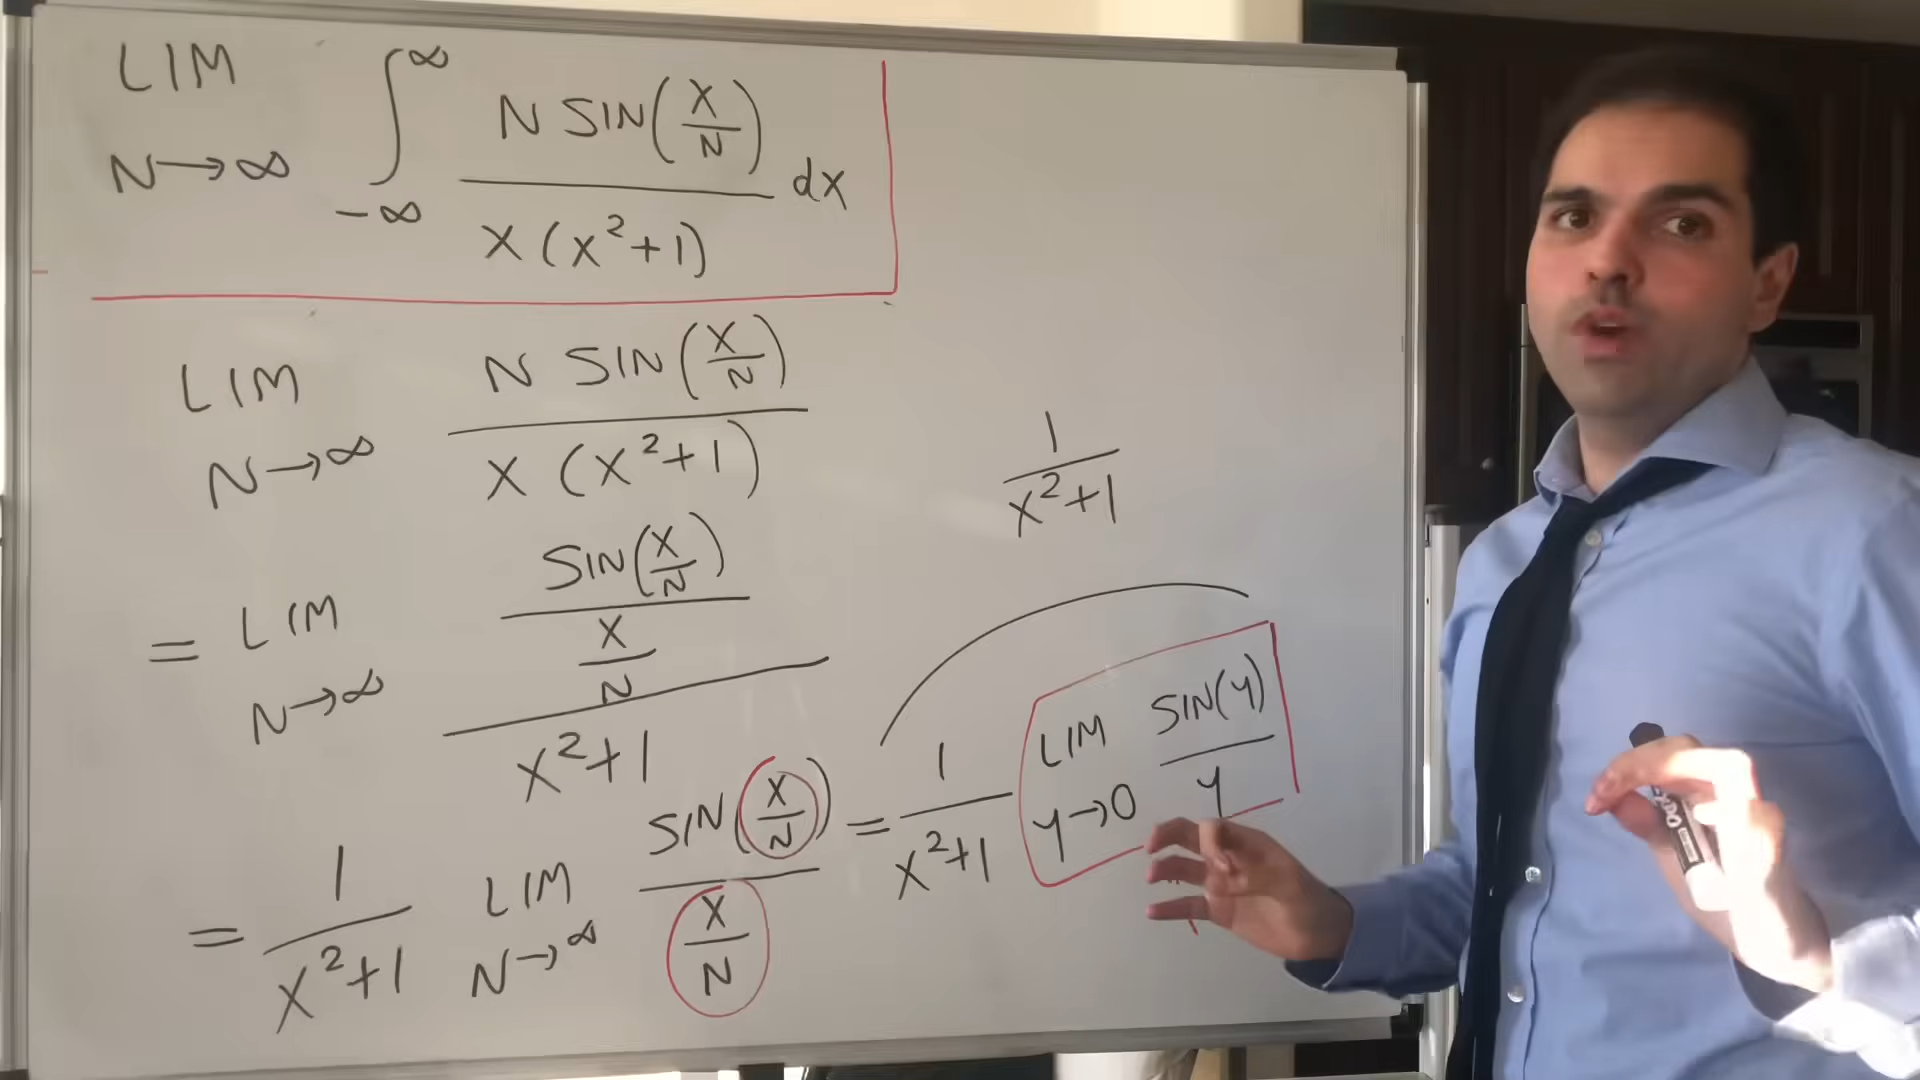 LIM N→∞ ∫_{-∞}^{∞} N SIN(X/N) / X(X²+1) dX
LIM N→∞ N SIN(X/N) / X(X²+1)
1/(X²+1)
= LIM N→∞ (SIN(X/N) / (X/N)) / X²+1
= 1/(X²+1) LIM N→∞ SIN(X/N) / (X/N) = 1/(X²+1) LIM y→0 SIN(y)/y